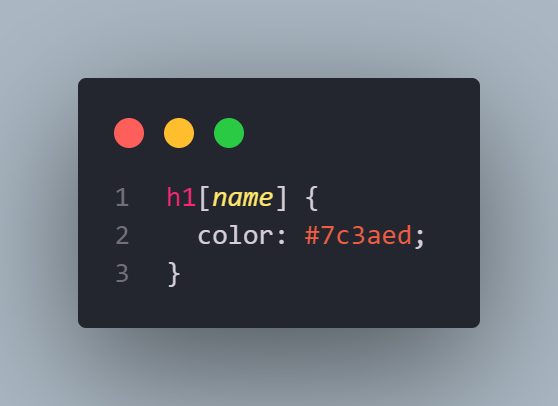 1 h1[name] {
2   color: #7c3aed;
3 }